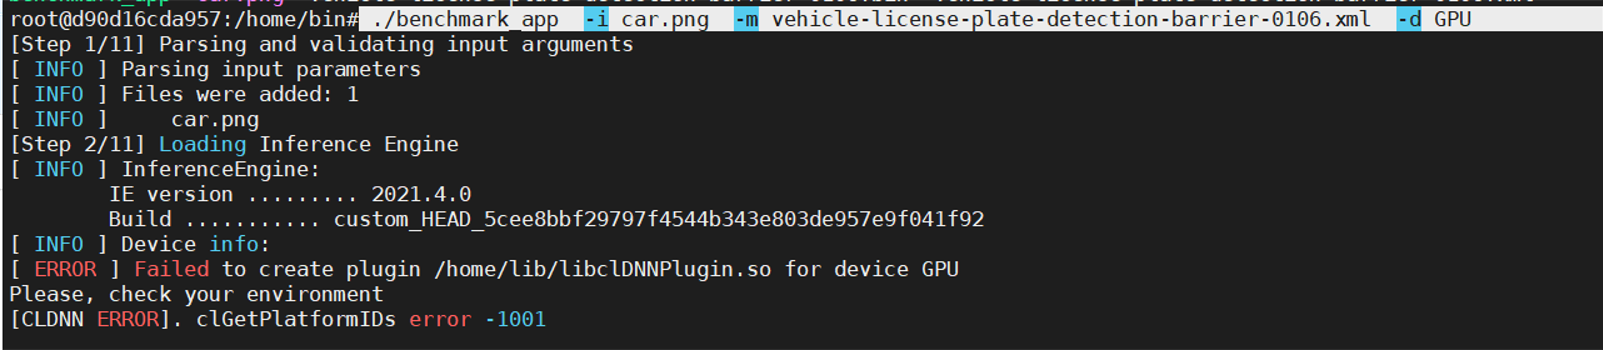 root@d90d16cda957:/home/bin# ./benchmark_app -i car.png -m vehicle-license-plate-detection-barrier-0106.xml -d GPU
[Step 1/11] Parsing and validating input arguments
[ INFO ] Parsing input parameters
[ INFO ] Files were added: 1
[ INFO ]     car.png
[Step 2/11] Loading Inference Engine
[ INFO ] InferenceEngine:
        IE version ......... 2021.4.0
        Build ........... custom_HEAD_5cee8bbf29797f4544b343e803de957e9f041f92
[ INFO ] Device info:
[ ERROR ] Failed to create plugin /home/lib/libclDNNPlugin.so for device GPU
Please, check your environment
[CLDNN ERROR]. clGetPlatformIDs error -1001